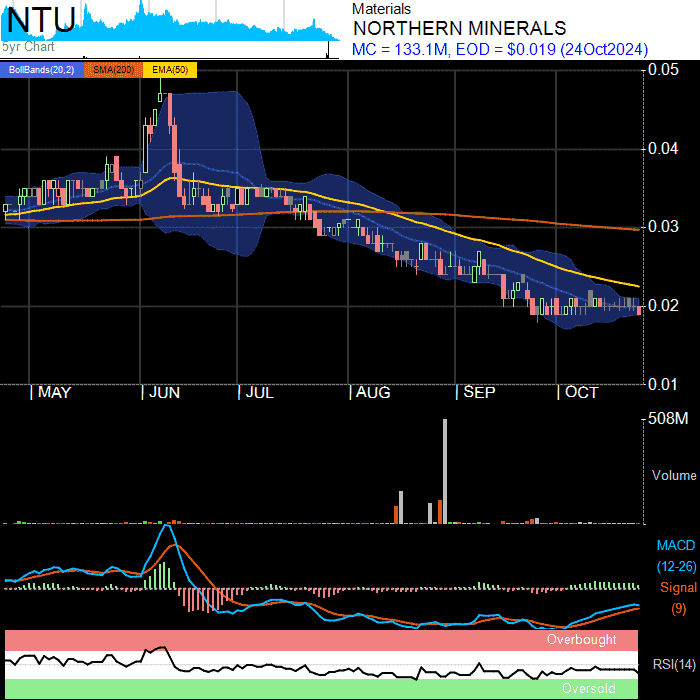 NTU
5yr Chart
Materials
NORTHERN MINERALS
MC = 133.1M, EOD = $0.019 (24Oct2024)
BollBands(20,2) SMA(200) EMA(50)
0.05
0.04
0.03
0.02
0.01
MAY JUN JUL AUG SEP OCT
508M
Volume
MACD
(12-26)
Signal
(9)
Overbought
RSI(14)
Oversold